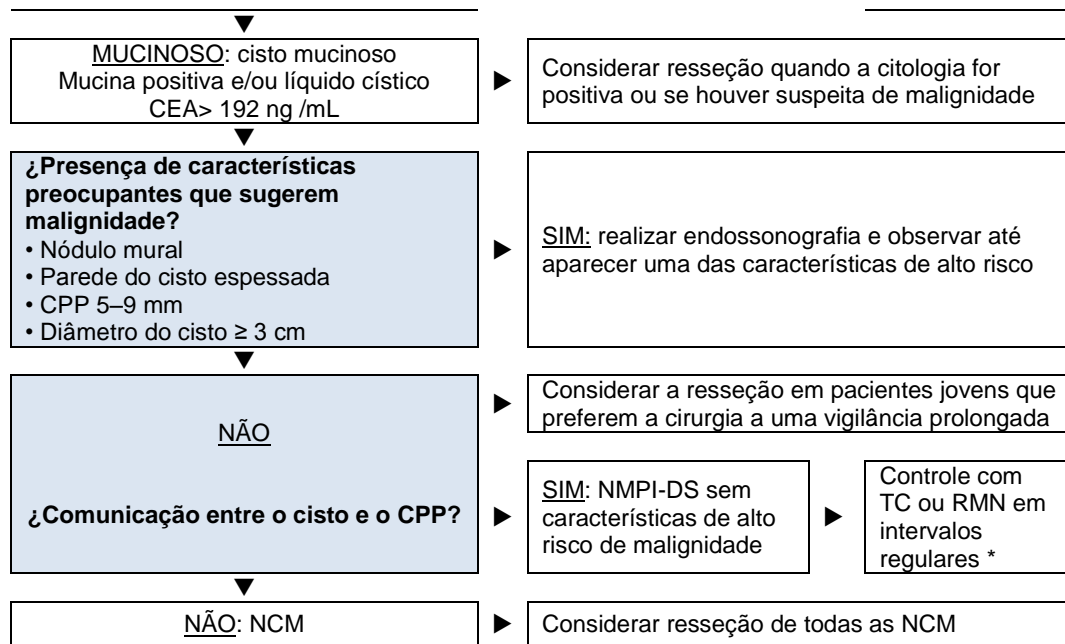 MUCINOSO: cisto mucinoso
Mucina positiva e/ou líquido cístico
CEA> 192 ng /mL
Considerar resseção quando a citologia for
positiva ou se houver suspeita de malignidade
¿Presença de características
preocupantes que sugerem
malignidade?
• Nódulo mural
• Parede do cisto espessada
• CPP 5–9 mm
• Diâmetro do cisto ≥ 3 cm
SIM: realizar endossonografia e observar até
aparecer uma das características de alto risco
NÃO
¿Comunicação entre o cisto e o CPP?
Considerar a resseção em pacientes jovens que
preferem a cirurgia a uma vigilância prolongada
SIM: NMPI-DS sem
características de alto
risco de malignidade
Controle com
TC ou RMN em
intervalos
regulares *
NÃO: NCM
Considerar resseção de todas as NCM